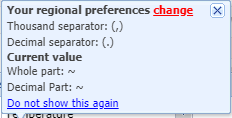 Your regional preferences change
Thousand separator: (,)
Decimal separator: (.)
Current value
Whole part: ~
Decimal Part: ~
Do not show this again